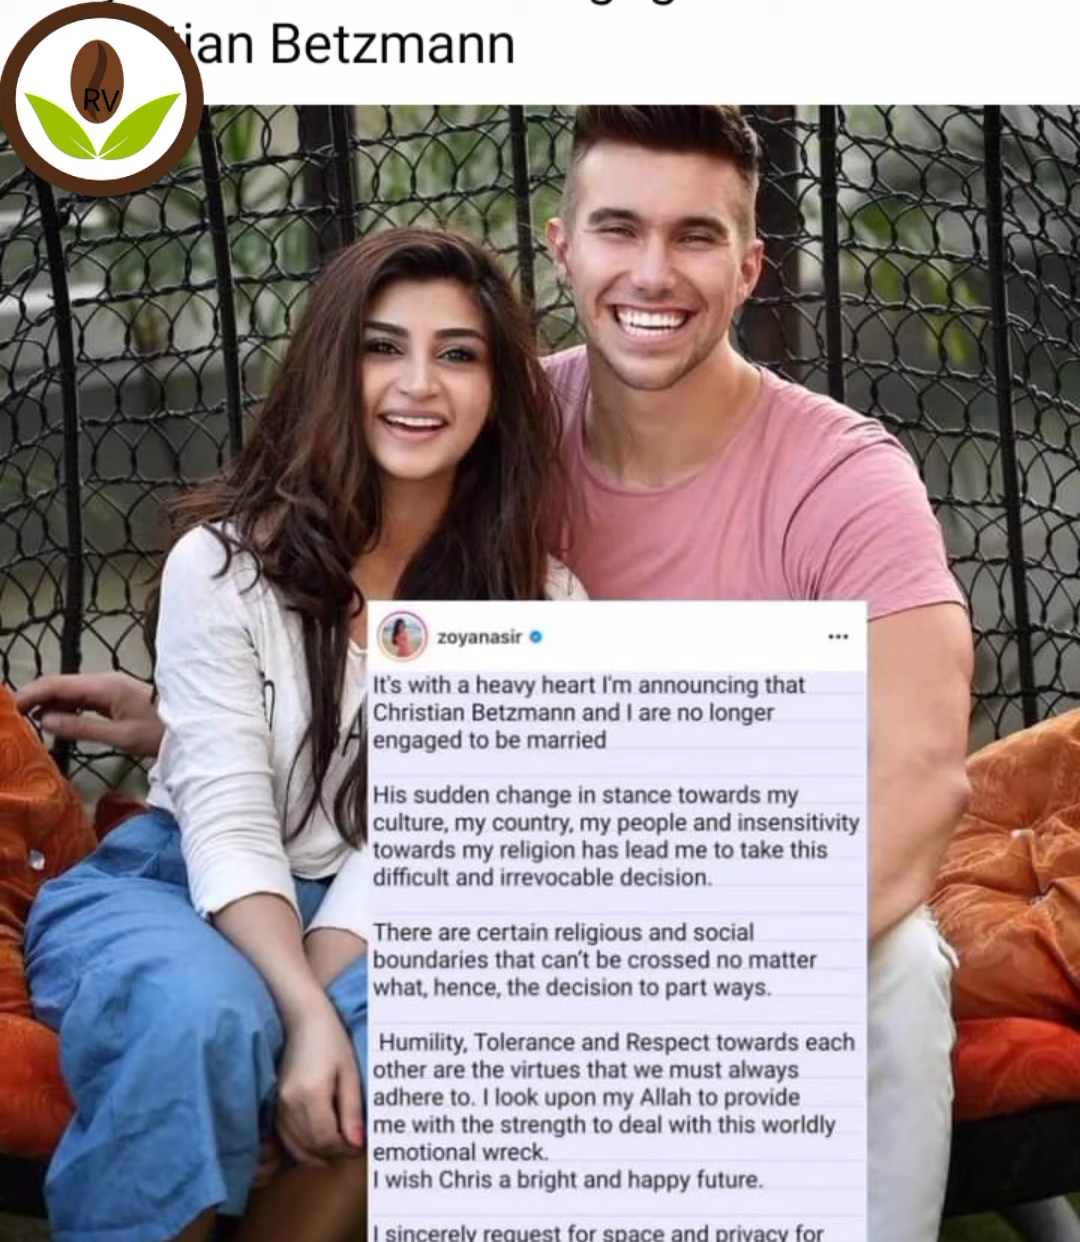 ian Betzmann
RV
zoyanasir
It's with a heavy heart I'm announcing that
Christian Betzmann and I are no longer
engaged to be married
His sudden change in stance towards my
culture, my country, my people and insensitivity
towards my religion has lead me to take this
difficult and irrevocable decision.
There are certain religious and social
boundaries that can't be crossed no matter
what, hence, the decision to part ways.
Humility, Tolerance and Respect towards each
other are the virtues that we must always
adhere to. I look upon my Allah to provide
me with the strength to deal with this worldly
emotional wreck.
I wish Chris a bright and happy future.
I sincerely request for space and privacy for